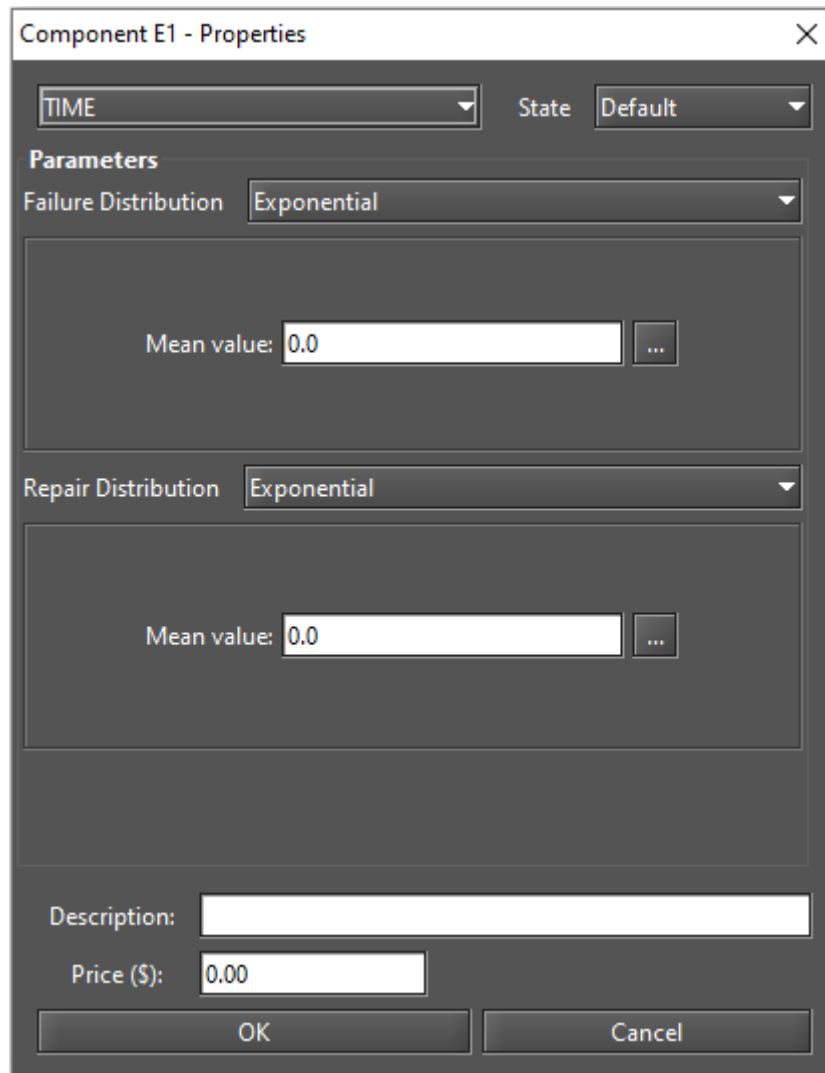 Component E1 - Properties
TIME State Default
Parameters
Failure Distribution Exponential
Mean value: 0.0 ...
Repair Distribution Exponential
Mean value: 0.0 ...
Description:
Price ($): 0.00
OK Cancel